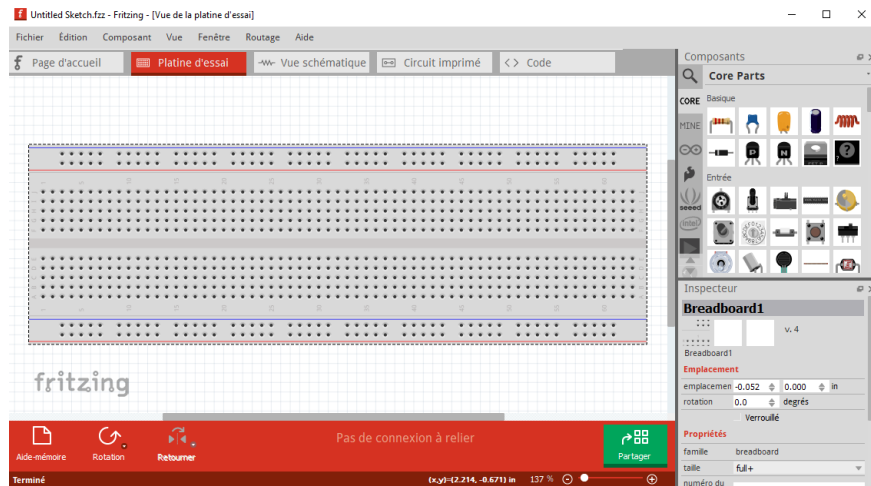 Untitled Sketch.fzz - Fritzing - [Vue de la platine d'essai]
Fichier Édition Composant Vue Fenêtre Routage Aide
Page d'accueil Platine d'essai Vue schématique Circuit imprimé Code
Composants
Core Parts
CORE Basique
MINE
Entrée
seeed
(intel)
fritzing
Inspecteur
Breadboard1
v. 4
Breadboard1
Emplacement
emplacemen -0.052 0.000 in
rotation 0.0 degrés
Verrouillé
Propriétés
famille breadboard
taille full+
numéro du
Aide-mémoire Rotation Retourner Pas de connexion à relier Partager
Terminé (x,y)=(2.214, -0.671) in 137 %